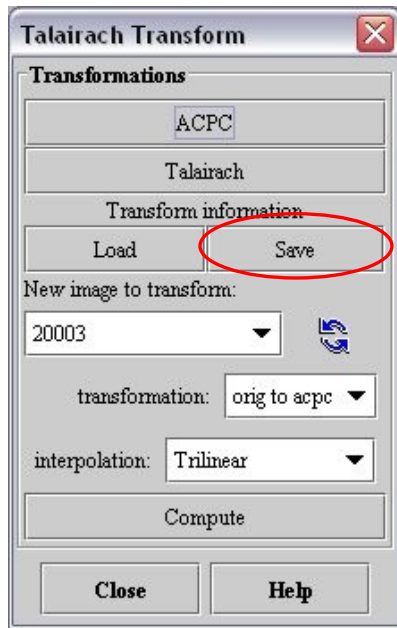 Talairach Transform
Transformations
ACPC
Talairach
Transform information
Load Save
New image to transform:
20003
transformation: orig to acpc
interpolation: Trilinear
Compute
Close Help